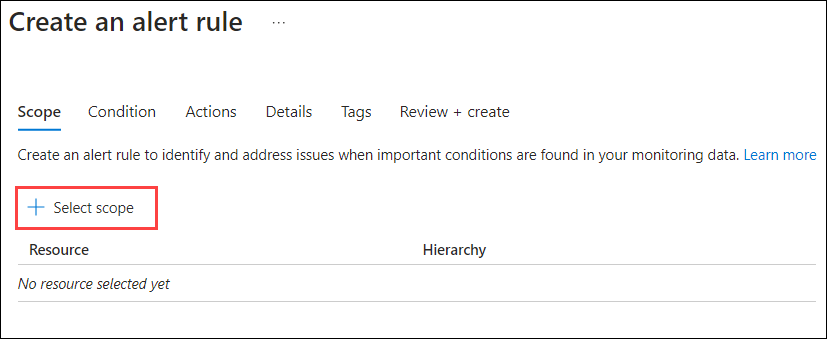 Create an alert rule ...
Scope Condition Actions Details Tags Review + create
Create an alert rule to identify and address issues when important conditions are found in your monitoring data. Learn more
+ Select scope
Resource Hierarchy
No resource selected yet